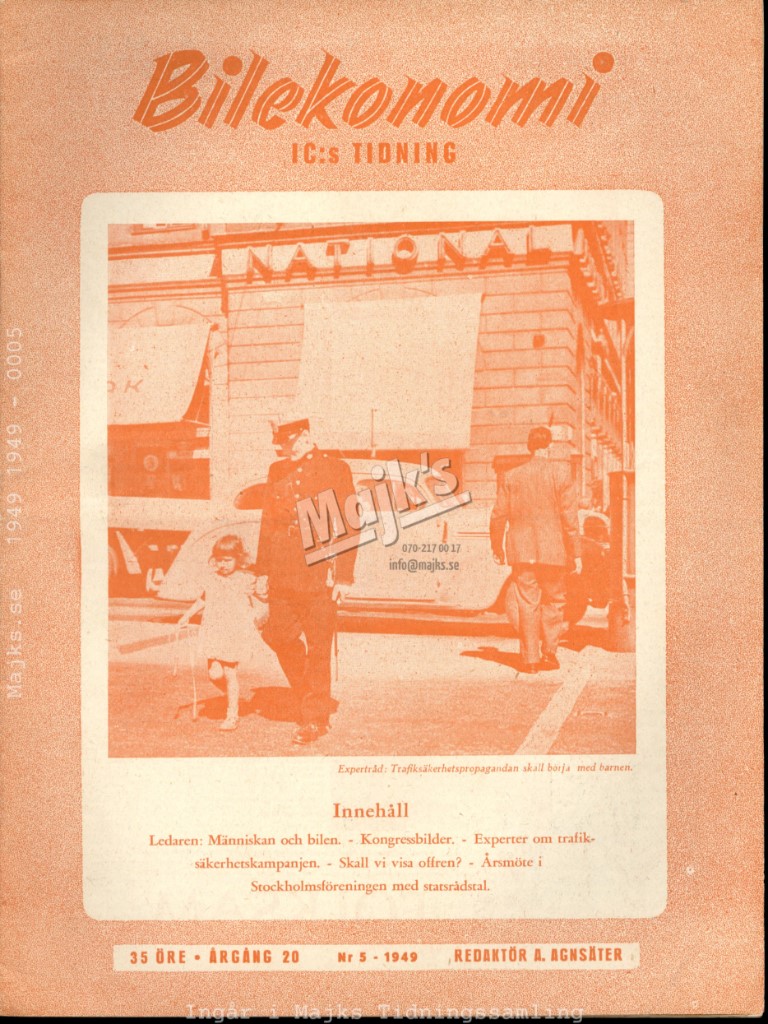 Bilekonomi
IC:s TIDNING
NATIONAL
OK
Majk's
070-217 00 17
info@majks.se
Expertråd: Trafiksäkerhetspropagandan skall börja med barnen.
Innehåll
Ledaren: Människan och bilen. - Kongressbilder. - Experter om trafik-
säkerhetskampanjen. - Skall vi visa offren? - Årsmöte i
Stockholmsföreningen med statsrådstal.
35 ÖRE • ÅRGÅNG 20 Nr 5 - 1949 REDAKTÖR A. AGNSÄTER
Majks.se 1949 1949 - 0005
Ingår i Majks Tidningssamling